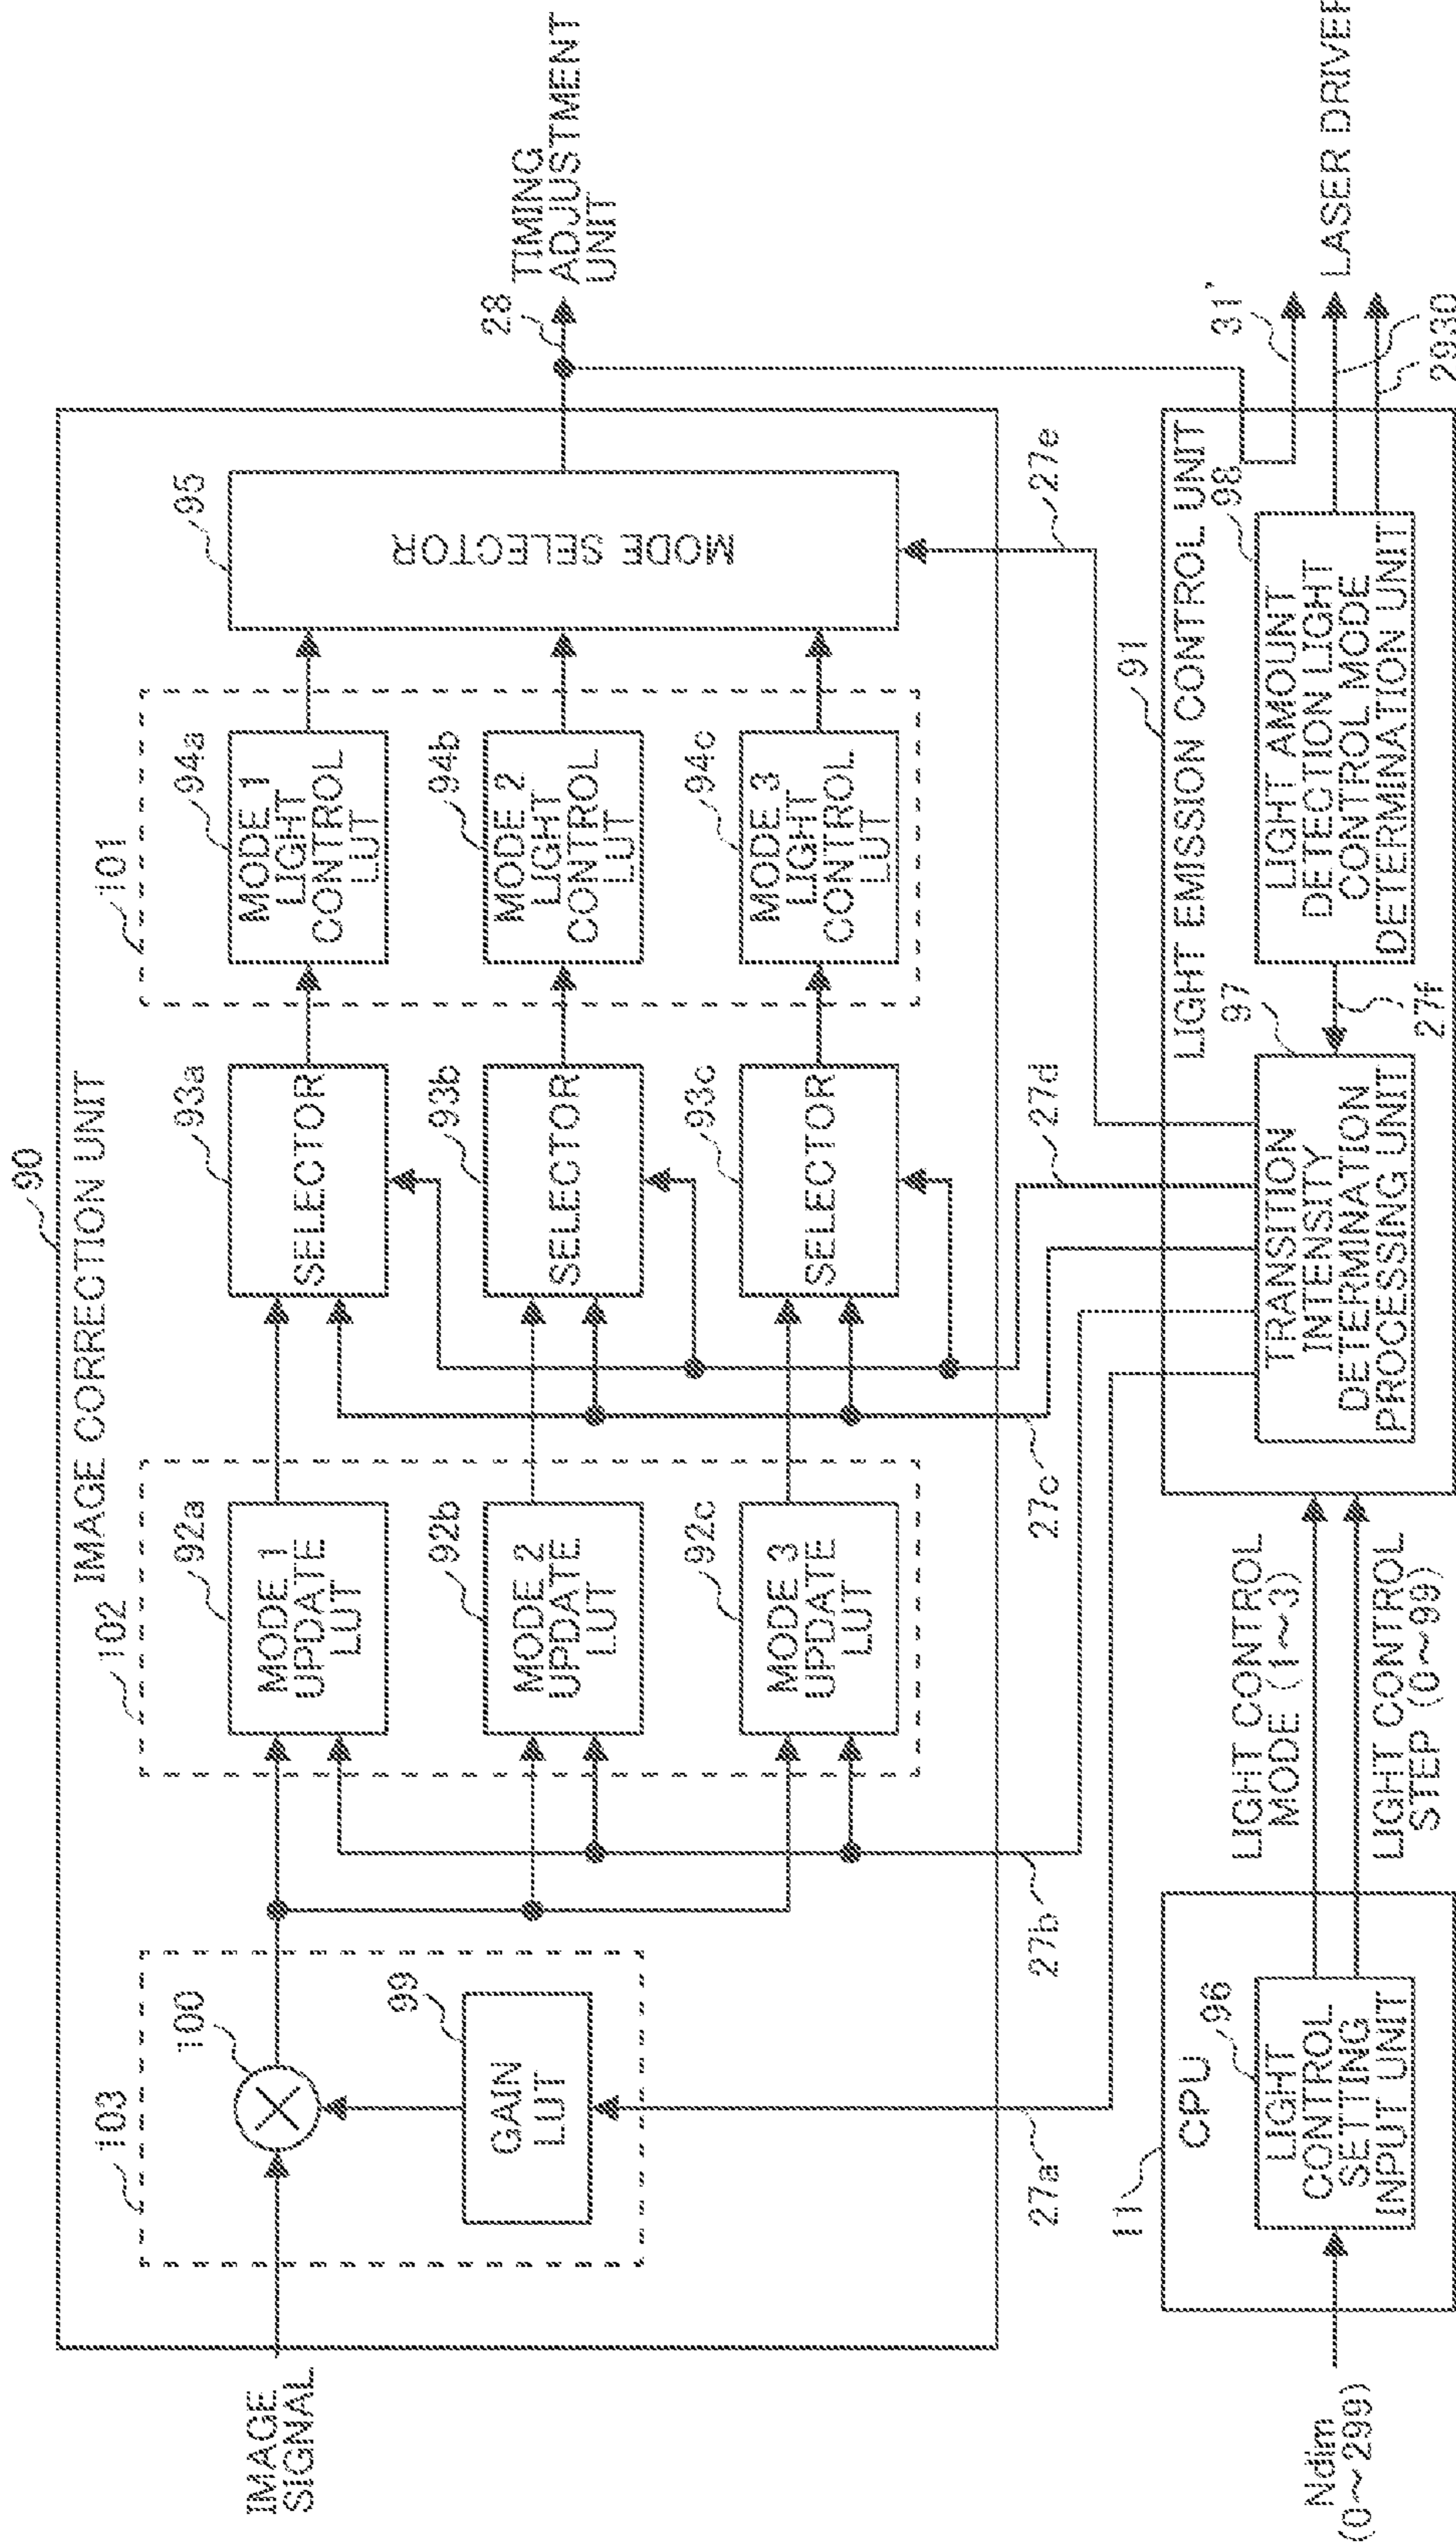 90
IMAGE CORRECTION UNIT
103
100
99
GAIN
LUT
IMAGE
SIGNAL
102
92a
MODE 1
UPDATE
LUT
92b
MODE 2
UPDATE
LUT
92c
MODE 3
UPDATE
LUT
93a
SELECTOR
93b
SELECTOR
93c
SELECTOR
101
94a
MODE 1
LIGHT
CONTROL
LUT
94b
MODE 2
LIGHT
CONTROL
LUT
94c
MODE 3
LIGHT
CONTROL
LUT
95
MODE SELECTOR
28
TIMING
ADJUSTMENT
UNIT
27a
27b
27c
27d
27e
11
CPU
96
LIGHT
CONTROL
SETTING
INPUT UNIT
Ndim
(0～299)
LIGHT CONTROL
MODE (1～3)
LIGHT CONTROL
STEP (0～99)
91
LIGHT EMISSION CONTROL UNIT
97
TRANSITION
INTENSITY
DETERMINATION
PROCESSING UNIT
27f
98
LIGHT AMOUNT
DETECTION LIGHT
CONTROL MODE
DETERMINATION UNIT
31'
LASER DRIVER
2930